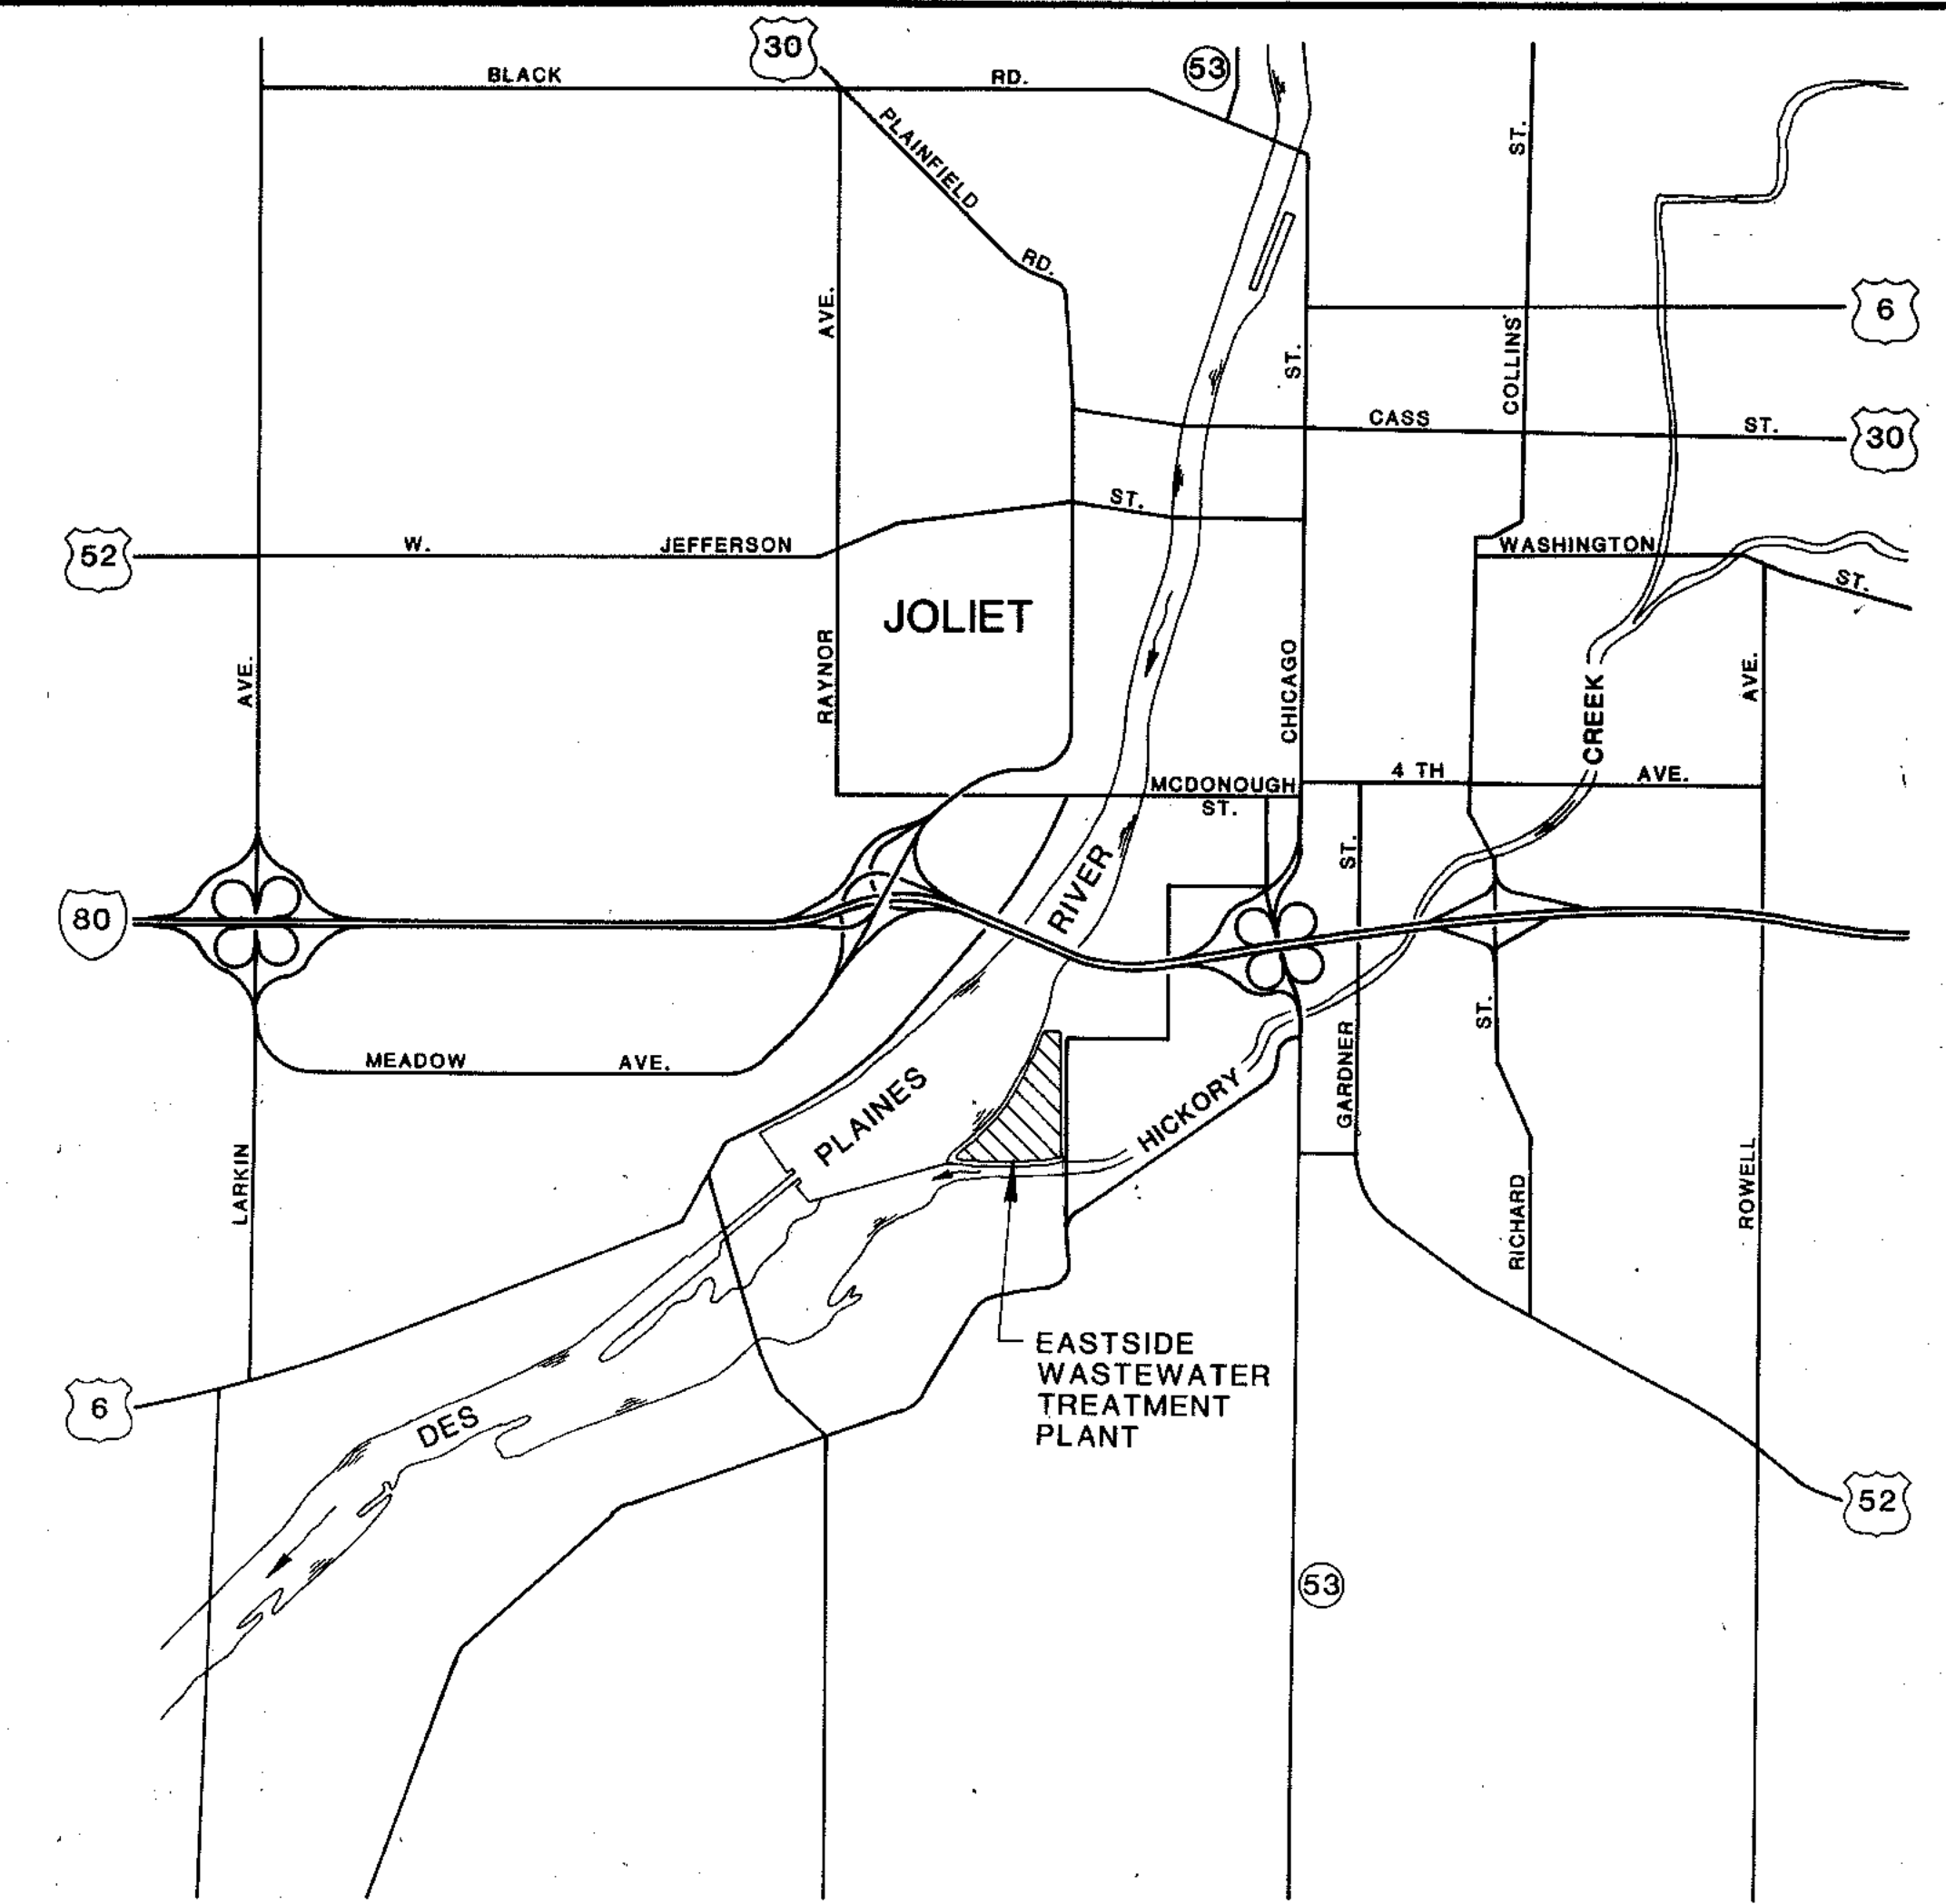 30
53
BLACK RD.
PLAINFIELD RD.
ST.
6
AVE.
ST.
COLLINS
CASS ST.
30
ST.
52
W. JEFFERSON
WASHINGTON ST.
JOLIET
RAYNOR
AVE.
CHICAGO
CREEK
AVE.
MCDONOUGH ST.
4 TH AVE.
ST.
80
RIVER
ST.
MEADOW AVE.
GARDNER
PLAINES
HICKORY
LARKIN
RICHARD
ROWELL
EASTSIDE
WASTEWATER
TREATMENT
PLANT
6
DES
52
53